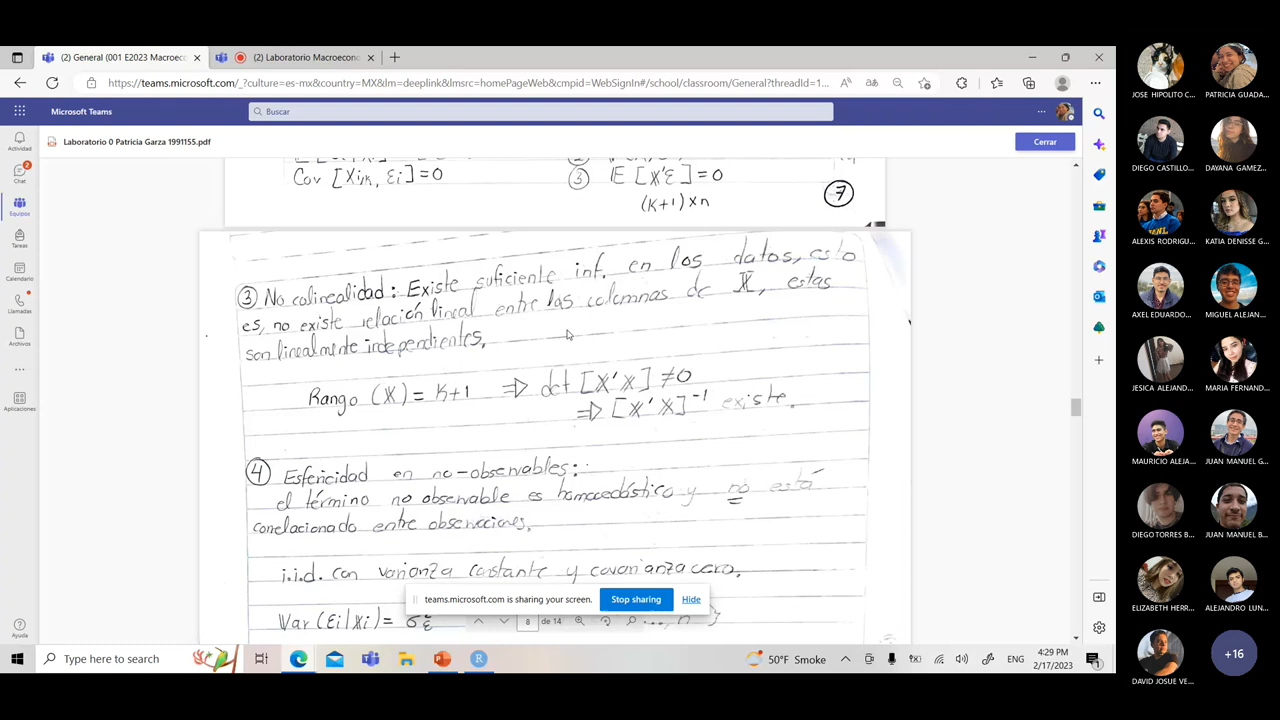 (2) General (001 E2023 Macroec
(2) Laboratorio Macroecono
https://teams.microsoft.com/_?culture=es-mx&country=MX&lm=deeplink&lmsrc=homePageWeb&cmpid=WebSignIn#/school/classroom/General?threadId=1...
Microsoft Teams
Buscar
Laboratorio 0 Patricia Garza 1991155.pdf
Cerrar
Actividad
Chat
2
Equipos
Tareas
Calendario
Llamadas
Archivos
Aplicaciones
Ayuda
Cov [Xik, Ei] = 0
③ E [X'E] = 0
(K+1) x n
7
③ No colinealidad: Existe suficiente inf. en los datos, esto
es, no existe relación lineal entre las columnas de X, estas
son linealmente independientes.
Rango (X) = K+1 ⇒ det [X'X] ≠ 0
⇒ [X'X]⁻¹ existe.
④ Esfericidad en no-observables:
el término no observable es homocedástico y no está
correlacionado entre observaciones.
i.i.d. con varianza constante y covarianza cero.
Var (Ei|Xi) =
teams.microsoft.com is sharing your screen.
Stop sharing
Hide
8 de 14
Type here to search
50°F Smoke
ENG
4:29 PM
2/17/2023
1
JOSE HIPOLITO C...
PATRICIA GUADA...
DIEGO CASTILLO...
DAYANA GAMEZ...
ALEXIS RODRIGU...
KATIA DENISSE G...
AXEL EDUARDO ...
MIGUEL ALEJAN...
JESICA ALEJAND...
MARIA FERNAND...
MAURICIO ALEJA...
JUAN MANUEL G...
DIEGO TORRES B...
JUAN MANUEL B...
ELIZABETH HERR...
ALEJANDRO LUN...
DAVID JOSUE VE...
+16